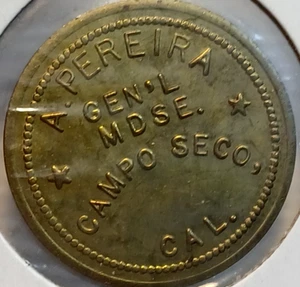 A. PEREIRA
GEN'L
MDSE.
CAMPO SECO,
CAL.